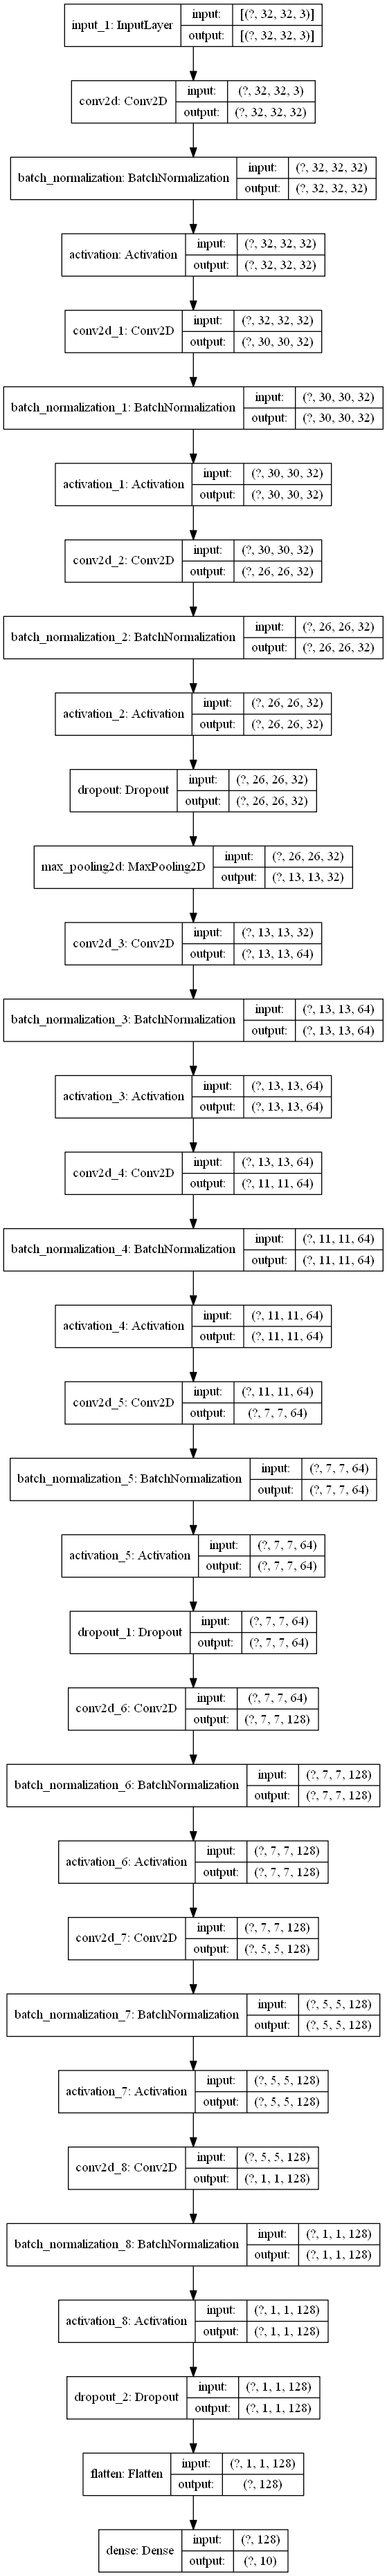 input_1: InputLayer
input: [(?, 32, 32, 3)]
output: [(?, 32, 32, 3)]
conv2d: Conv2D
input: (?, 32, 32, 3)
output: (?, 32, 32, 32)
batch_normalization: BatchNormalization
input: (?, 32, 32, 32)
output: (?, 32, 32, 32)
activation: Activation
input: (?, 32, 32, 32)
output: (?, 32, 32, 32)
conv2d_1: Conv2D
input: (?, 32, 32, 32)
output: (?, 30, 30, 32)
batch_normalization_1: BatchNormalization
input: (?, 30, 30, 32)
output: (?, 30, 30, 32)
activation_1: Activation
input: (?, 30, 30, 32)
output: (?, 30, 30, 32)
conv2d_2: Conv2D
input: (?, 30, 30, 32)
output: (?, 26, 26, 32)
batch_normalization_2: BatchNormalization
input: (?, 26, 26, 32)
output: (?, 26, 26, 32)
activation_2: Activation
input: (?, 26, 26, 32)
output: (?, 26, 26, 32)
dropout: Dropout
input: (?, 26, 26, 32)
output: (?, 26, 26, 32)
max_pooling2d: MaxPooling2D
input: (?, 26, 26, 32)
output: (?, 13, 13, 32)
conv2d_3: Conv2D
input: (?, 13, 13, 32)
output: (?, 13, 13, 64)
batch_normalization_3: BatchNormalization
input: (?, 13, 13, 64)
output: (?, 13, 13, 64)
activation_3: Activation
input: (?, 13, 13, 64)
output: (?, 13, 13, 64)
conv2d_4: Conv2D
input: (?, 13, 13, 64)
output: (?, 11, 11, 64)
batch_normalization_4: BatchNormalization
input: (?, 11, 11, 64)
output: (?, 11, 11, 64)
activation_4: Activation
input: (?, 11, 11, 64)
output: (?, 11, 11, 64)
conv2d_5: Conv2D
input: (?, 11, 11, 64)
output: (?, 7, 7, 64)
batch_normalization_5: BatchNormalization
input: (?, 7, 7, 64)
output: (?, 7, 7, 64)
activation_5: Activation
input: (?, 7, 7, 64)
output: (?, 7, 7, 64)
dropout_1: Dropout
input: (?, 7, 7, 64)
output: (?, 7, 7, 64)
conv2d_6: Conv2D
input: (?, 7, 7, 64)
output: (?, 7, 7, 128)
batch_normalization_6: BatchNormalization
input: (?, 7, 7, 128)
output: (?, 7, 7, 128)
activation_6: Activation
input: (?, 7, 7, 128)
output: (?, 7, 7, 128)
conv2d_7: Conv2D
input: (?, 7, 7, 128)
output: (?, 5, 5, 128)
batch_normalization_7: BatchNormalization
input: (?, 5, 5, 128)
output: (?, 5, 5, 128)
activation_7: Activation
input: (?, 5, 5, 128)
output: (?, 5, 5, 128)
conv2d_8: Conv2D
input: (?, 5, 5, 128)
output: (?, 1, 1, 128)
batch_normalization_8: BatchNormalization
input: (?, 1, 1, 128)
output: (?, 1, 1, 128)
activation_8: Activation
input: (?, 1, 1, 128)
output: (?, 1, 1, 128)
dropout_2: Dropout
input: (?, 1, 1, 128)
output: (?, 1, 1, 128)
flatten: Flatten
input: (?, 1, 1, 128)
output: (?, 128)
dense: Dense
input: (?, 128)
output: (?, 10)